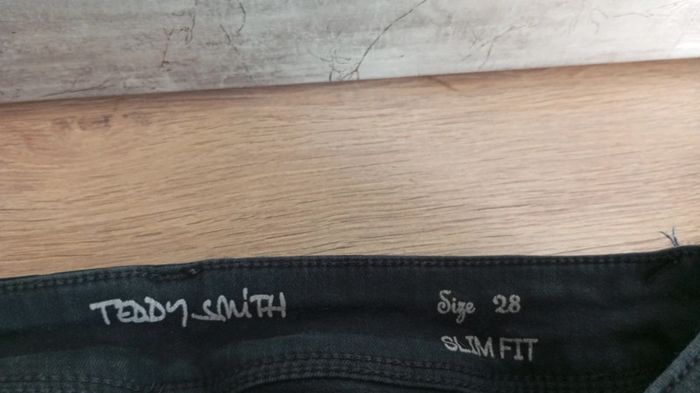 TEDDY SMITH
Size 28
SLIM FIT